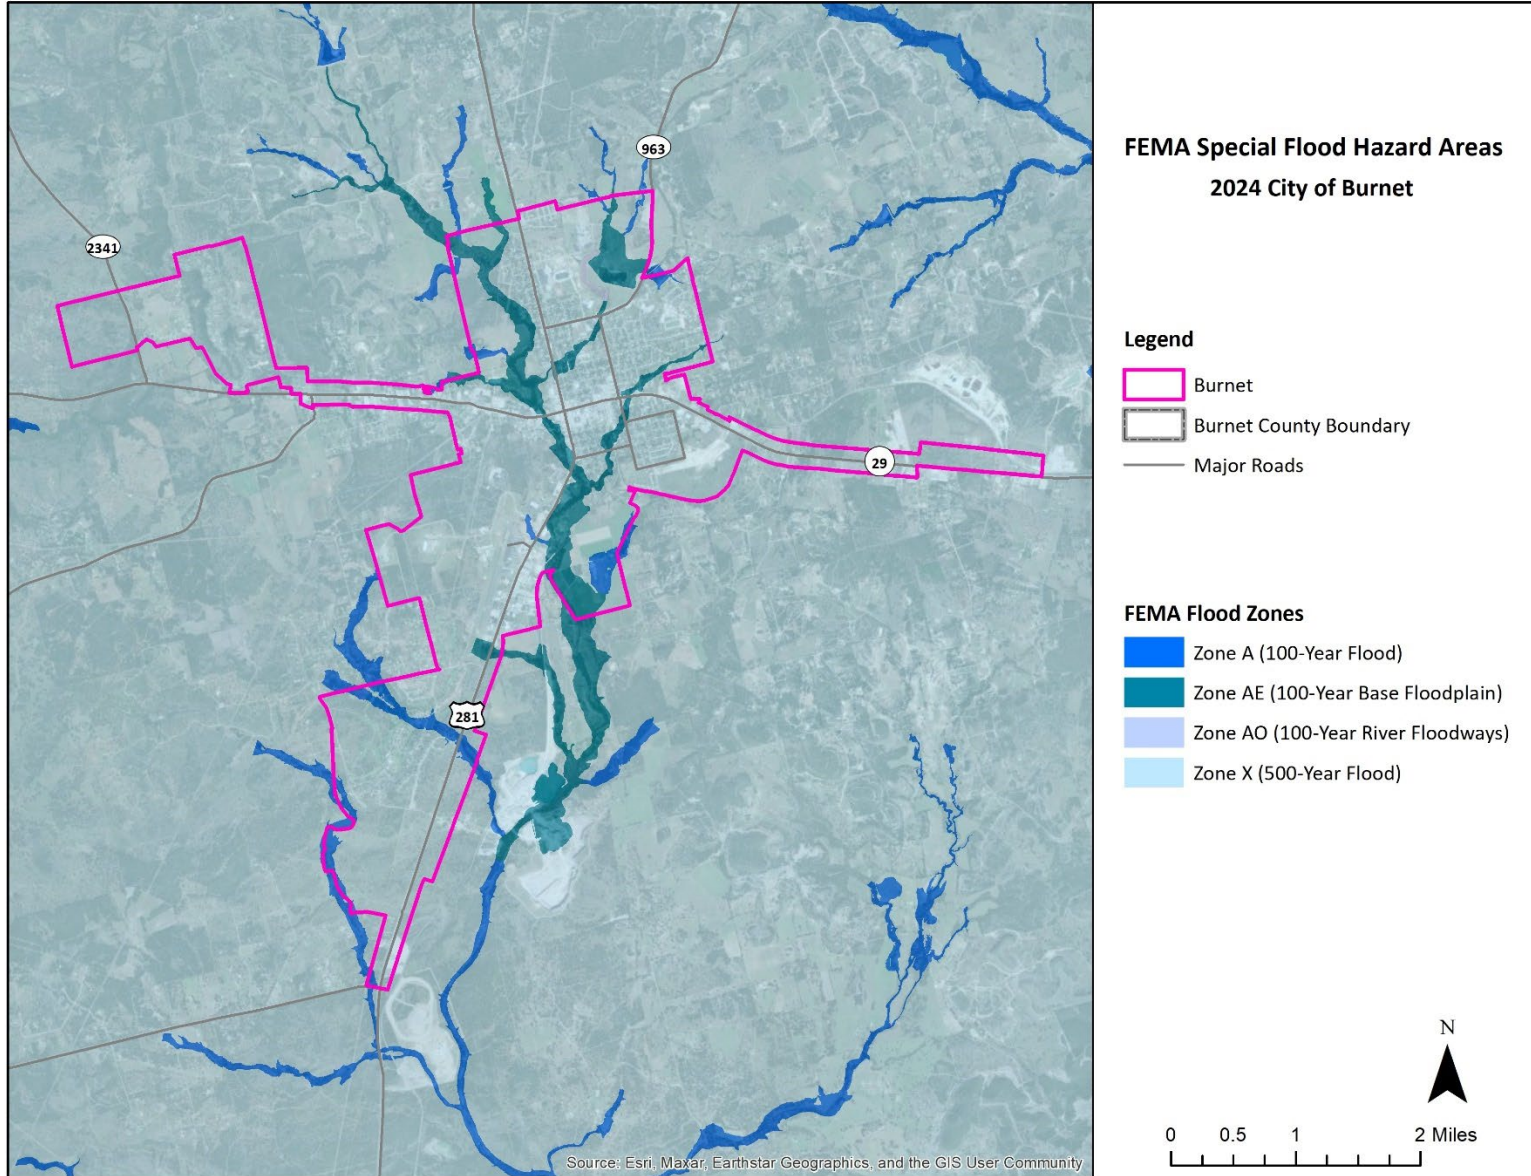 963
2341
29
281
Source: Esri, Maxar, Earthstar Geographics, and the GIS User Community
FEMA Special Flood Hazard Areas
2024 City of Burnet
Legend
Burnet
Burnet County Boundary
Major Roads
FEMA Flood Zones
Zone A (100-Year Flood)
Zone AE (100-Year Base Floodplain)
Zone AO (100-Year River Floodways)
Zone X (500-Year Flood)
N
0 0.5 1 2 Miles